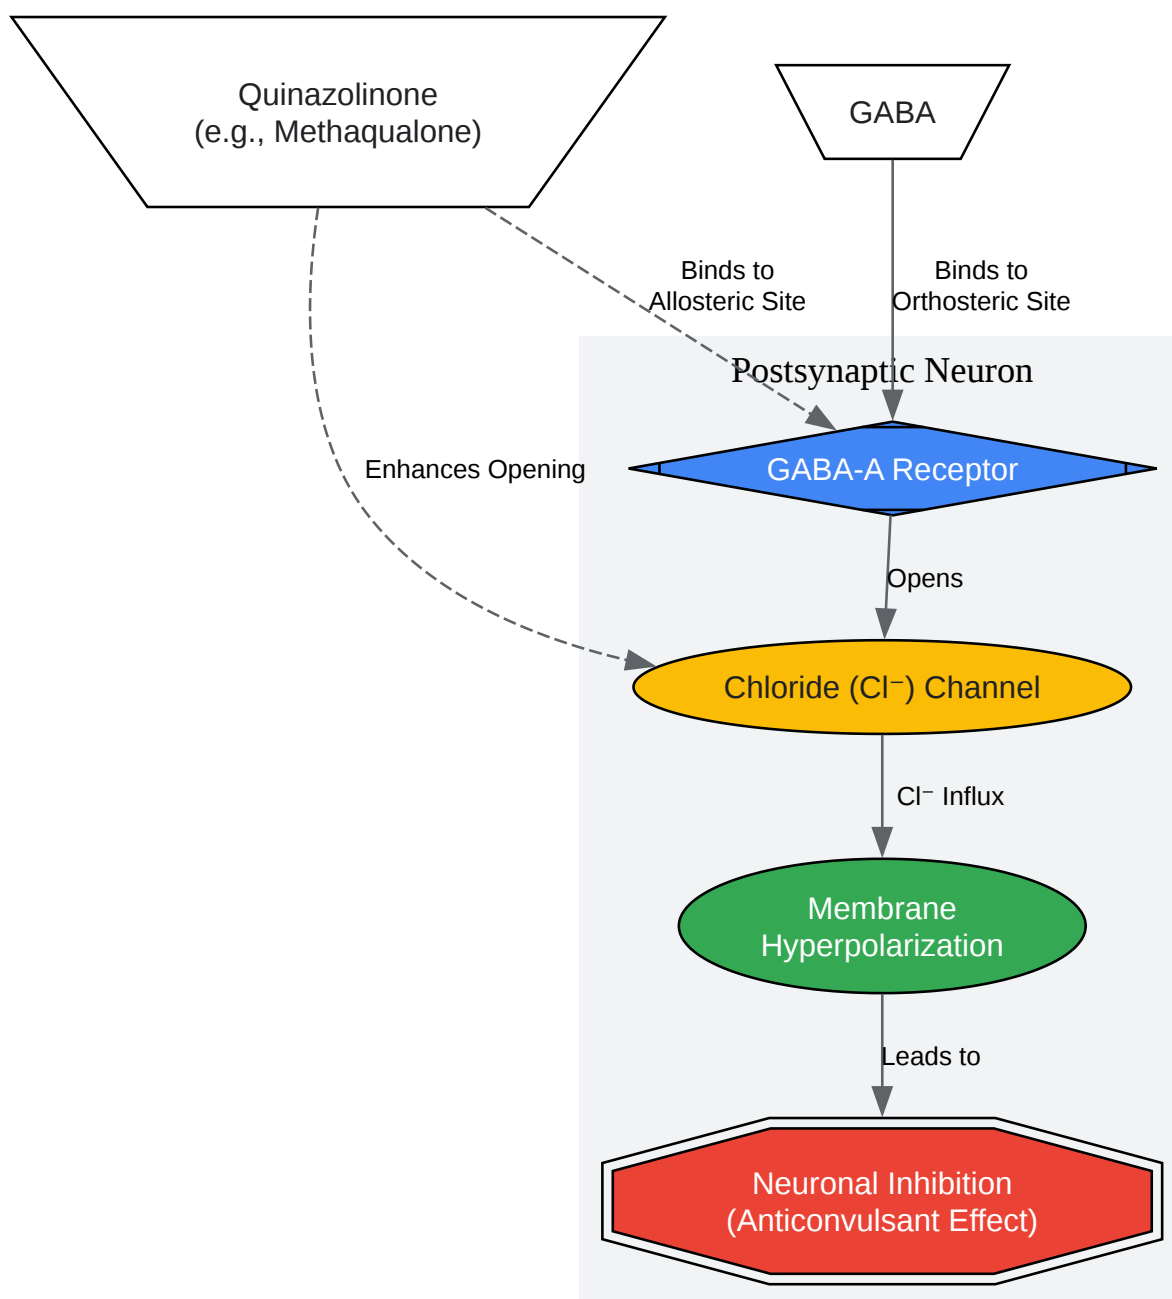 Quinazolinone
(e.g., Methaqualone)
GABA
Binds to
Allosteric Site
Binds to
Orthosteric Site
Postsynaptic Neuron
Enhances Opening
GABA-A Receptor
Opens
Chloride (Cl⁻) Channel
Cl⁻ Influx
Membrane
Hyperpolarization
Leads to
Neuronal Inhibition
(Anticonvulsant Effect)